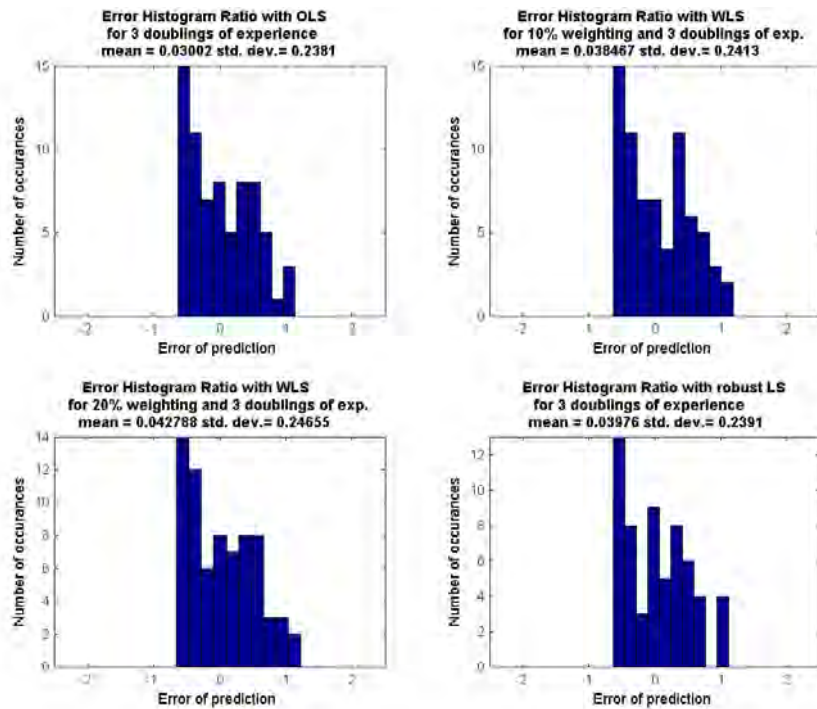 Error Histogram Ratio with OLS
for 3 doublings of experience
mean = 0.03002 std. dev.= 0.2381
15
10
5
0
Number of occurances
-2 -1 0 1 2
Error of prediction
Error Histogram Ratio with WLS
for 10% weighting and 3 doublings of exp.
mean = 0.038467 std. dev.= 0.2413
15
10
5
0
Number of occurances
-2 -1 0 1 2
Error of prediction
Error Histogram Ratio with WLS
for 20% weighting and 3 doublings of exp.
mean = 0.042788 std. dev.= 0.24655
14
12
10
8
6
4
2
0
Number of occurances
-2 -1 0 1 2
Error of prediction
Error Histogram Ratio with robust LS
for 3 doublings of experience
mean = 0.03976 std. dev.= 0.2391
12
10
8
6
4
2
0
Number of occurances
-2 -1 0 1 2
Error of prediction